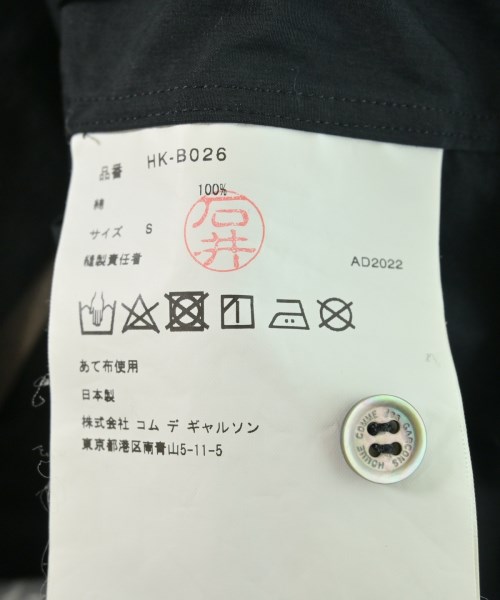 品番 HK-B026
綿 100%
サイズ S
縫製責任者
石井
AD2022
あて布使用
日本製
株式会社 コム デ ギャルソン
東京都港区南青山5-11-5
COMME des GARCONS
HOMME